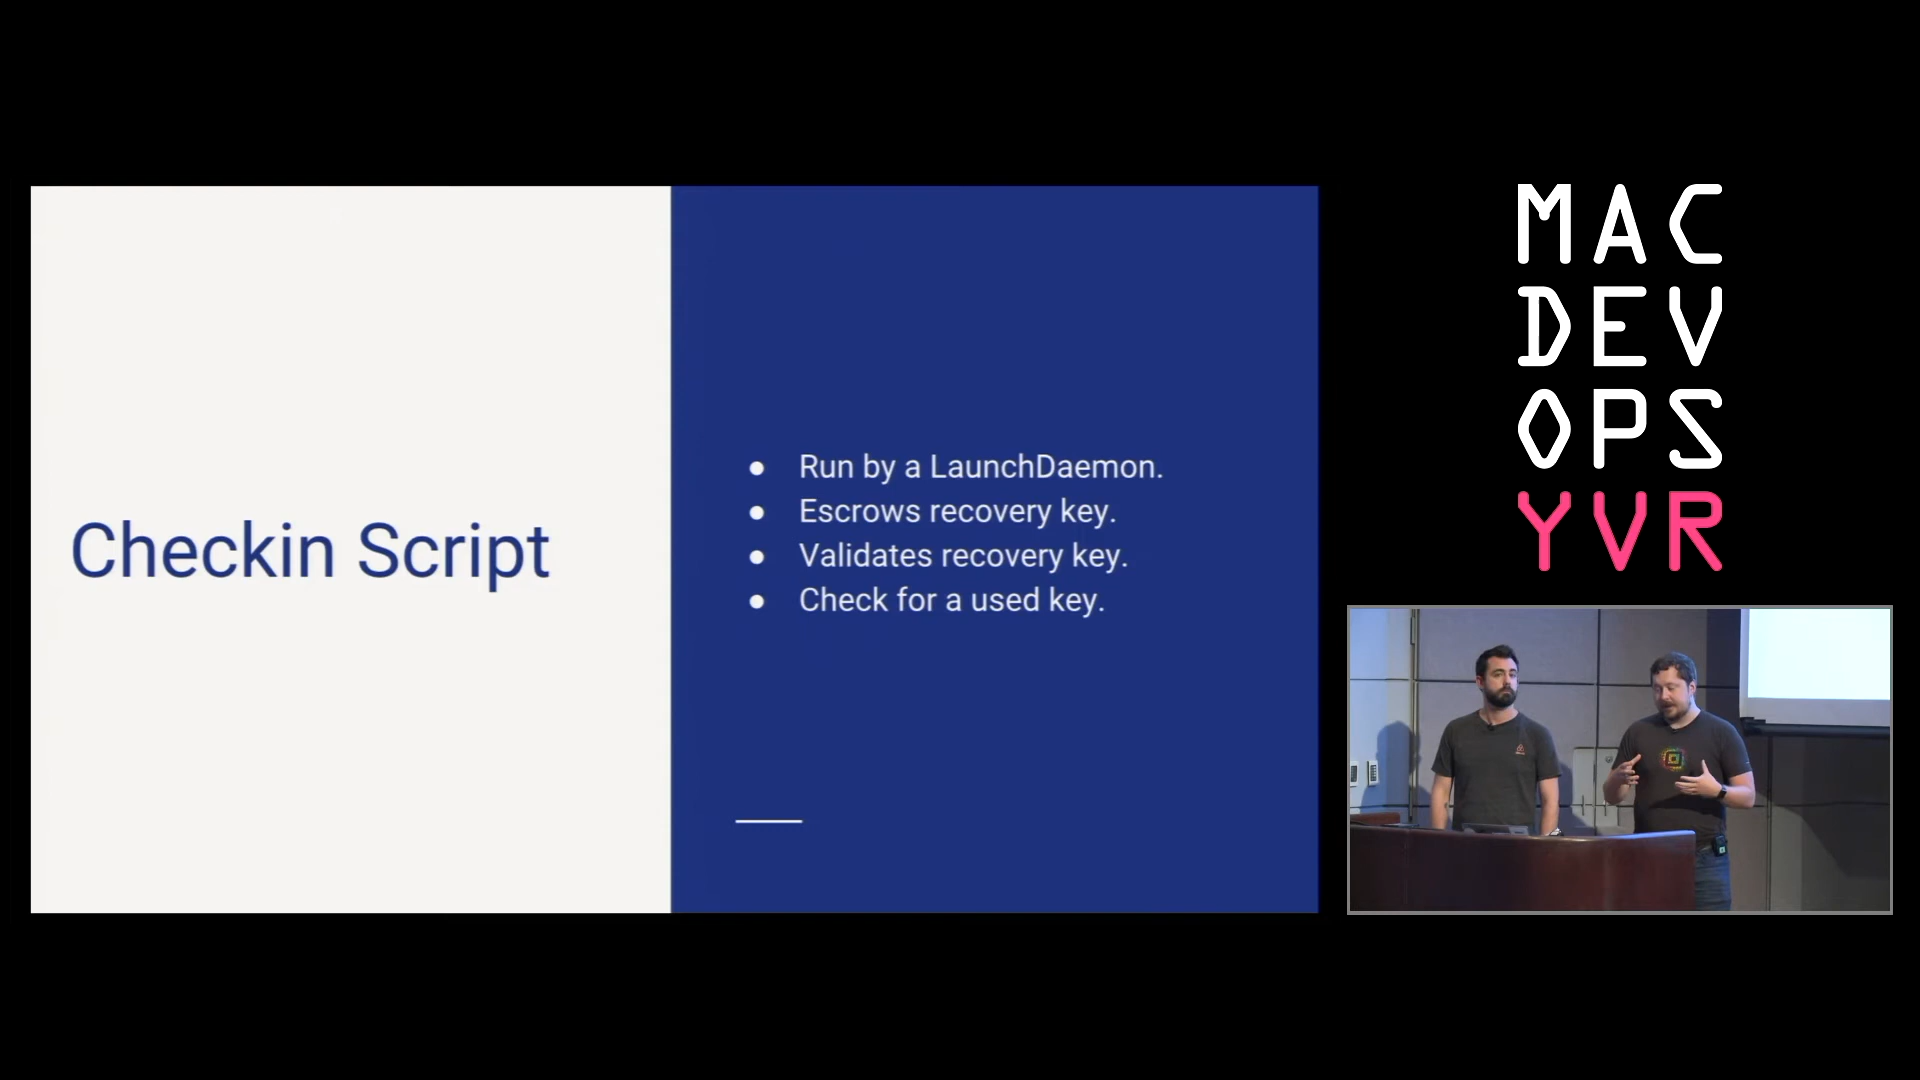 Checkin Script
● Run by a LaunchDaemon.
● Escrows recovery key.
● Validates recovery key.
● Check for a used key.
MAC
DEV
OPS
YVR